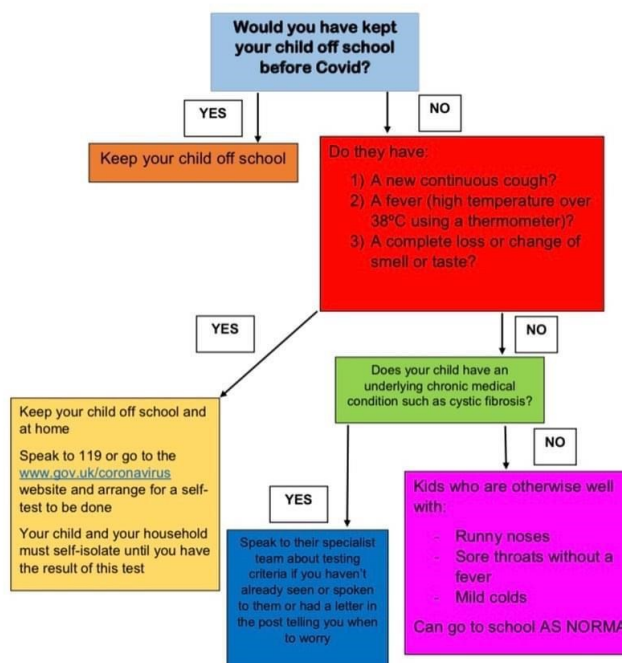 Would you have kept
your child off school
before Covid?
YES
NO
Keep your child off school
Do they have:
1) A new continuous cough?
2) A fever (high temperature over
38ºC using a thermometer)?
3) A complete loss or change of
smell or taste?
YES
NO
Does your child have an
underlying chronic medical
condition such as cystic fibrosis?
Keep your child off school and
at home
Speak to 119 or go to the
www.gov.uk/coronavirus
website and arrange for a self-
test to be done
Your child and your household
must self-isolate until you have
the result of this test
YES
NO
Speak to their specialist
team about testing
criteria if you haven't
already seen or spoken
to them or had a letter in
the post telling you when
to worry
Kids who are otherwise well
with:
- Runny noses
- Sore throats without a
fever
- Mild colds
Can go to school AS NORMA